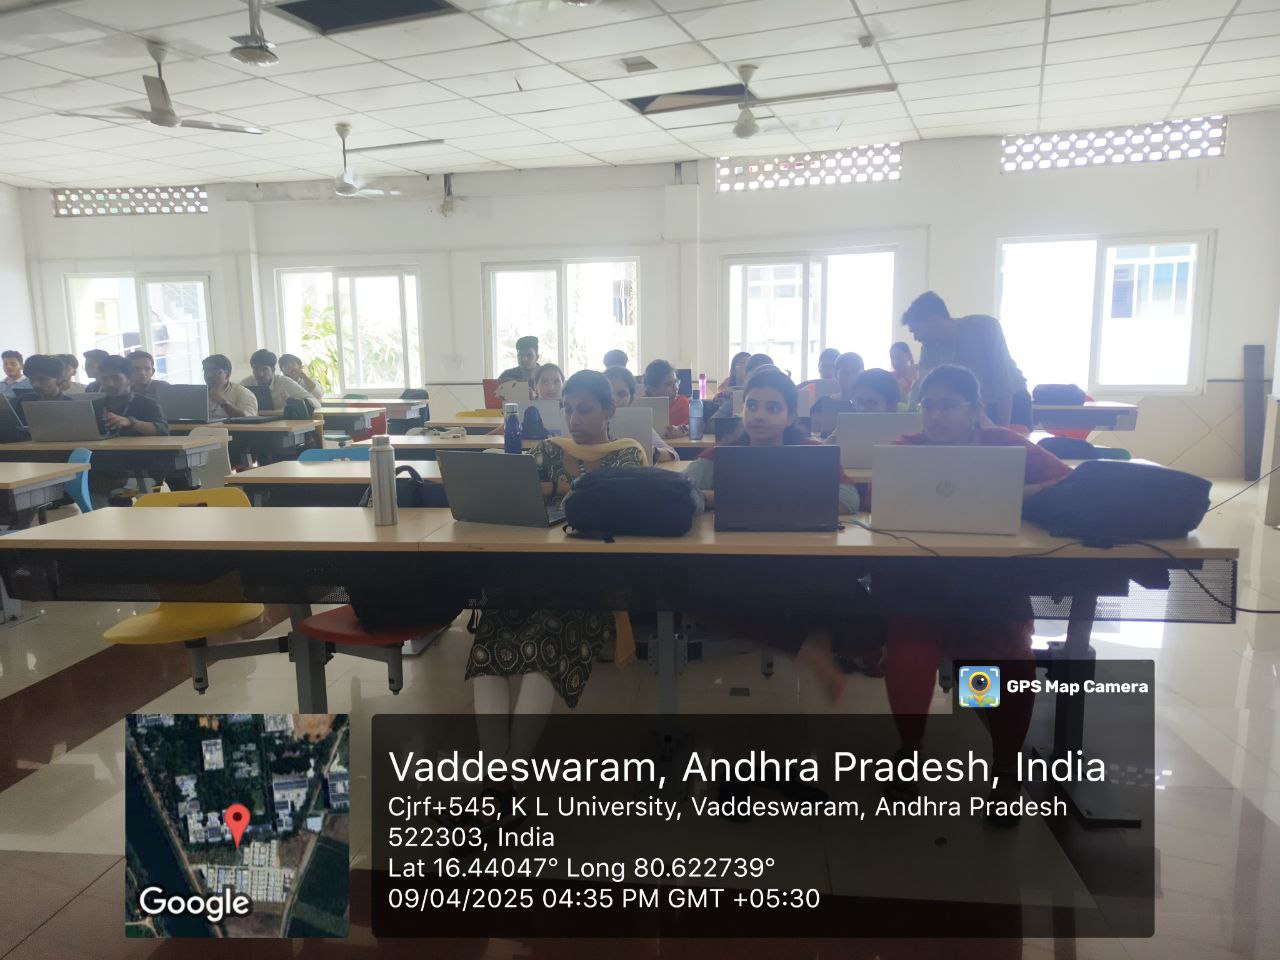 GPS Map Camera
Vaddeswaram, Andhra Pradesh, India
Cjrf+545, K L University, Vaddeswaram, Andhra Pradesh
522303, India
Lat 16.44047° Long 80.622739°
09/04/2025 04:35 PM GMT +05:30
Google
hp